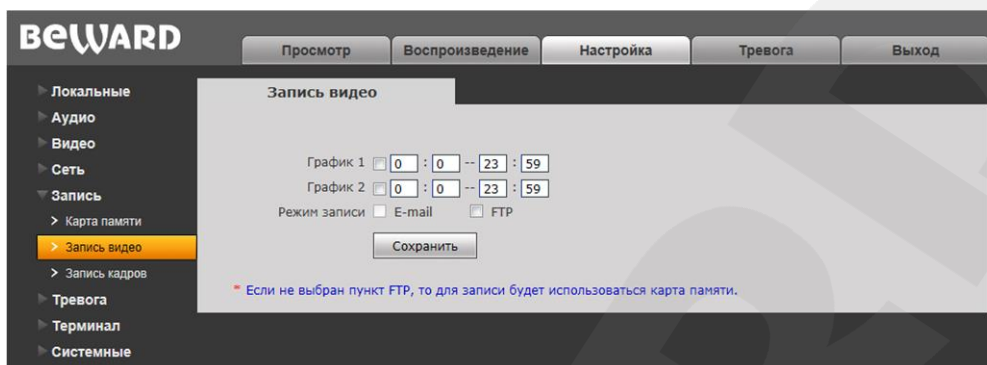 BEWARD
Просмотр Воспроизведение Настройка Тревога Выход
Локальные
Аудио
Видео
Сеть
Запись
> Карта памяти
> Запись видео
> Запись кадров
Тревога
Терминал
Системные
Запись видео
График 1 0 : 0 -- 23 : 59
График 2 0 : 0 -- 23 : 59
Режим записи E-mail FTP
Сохранить
* Если не выбран пункт FTP, то для записи будет использоваться карта памяти.